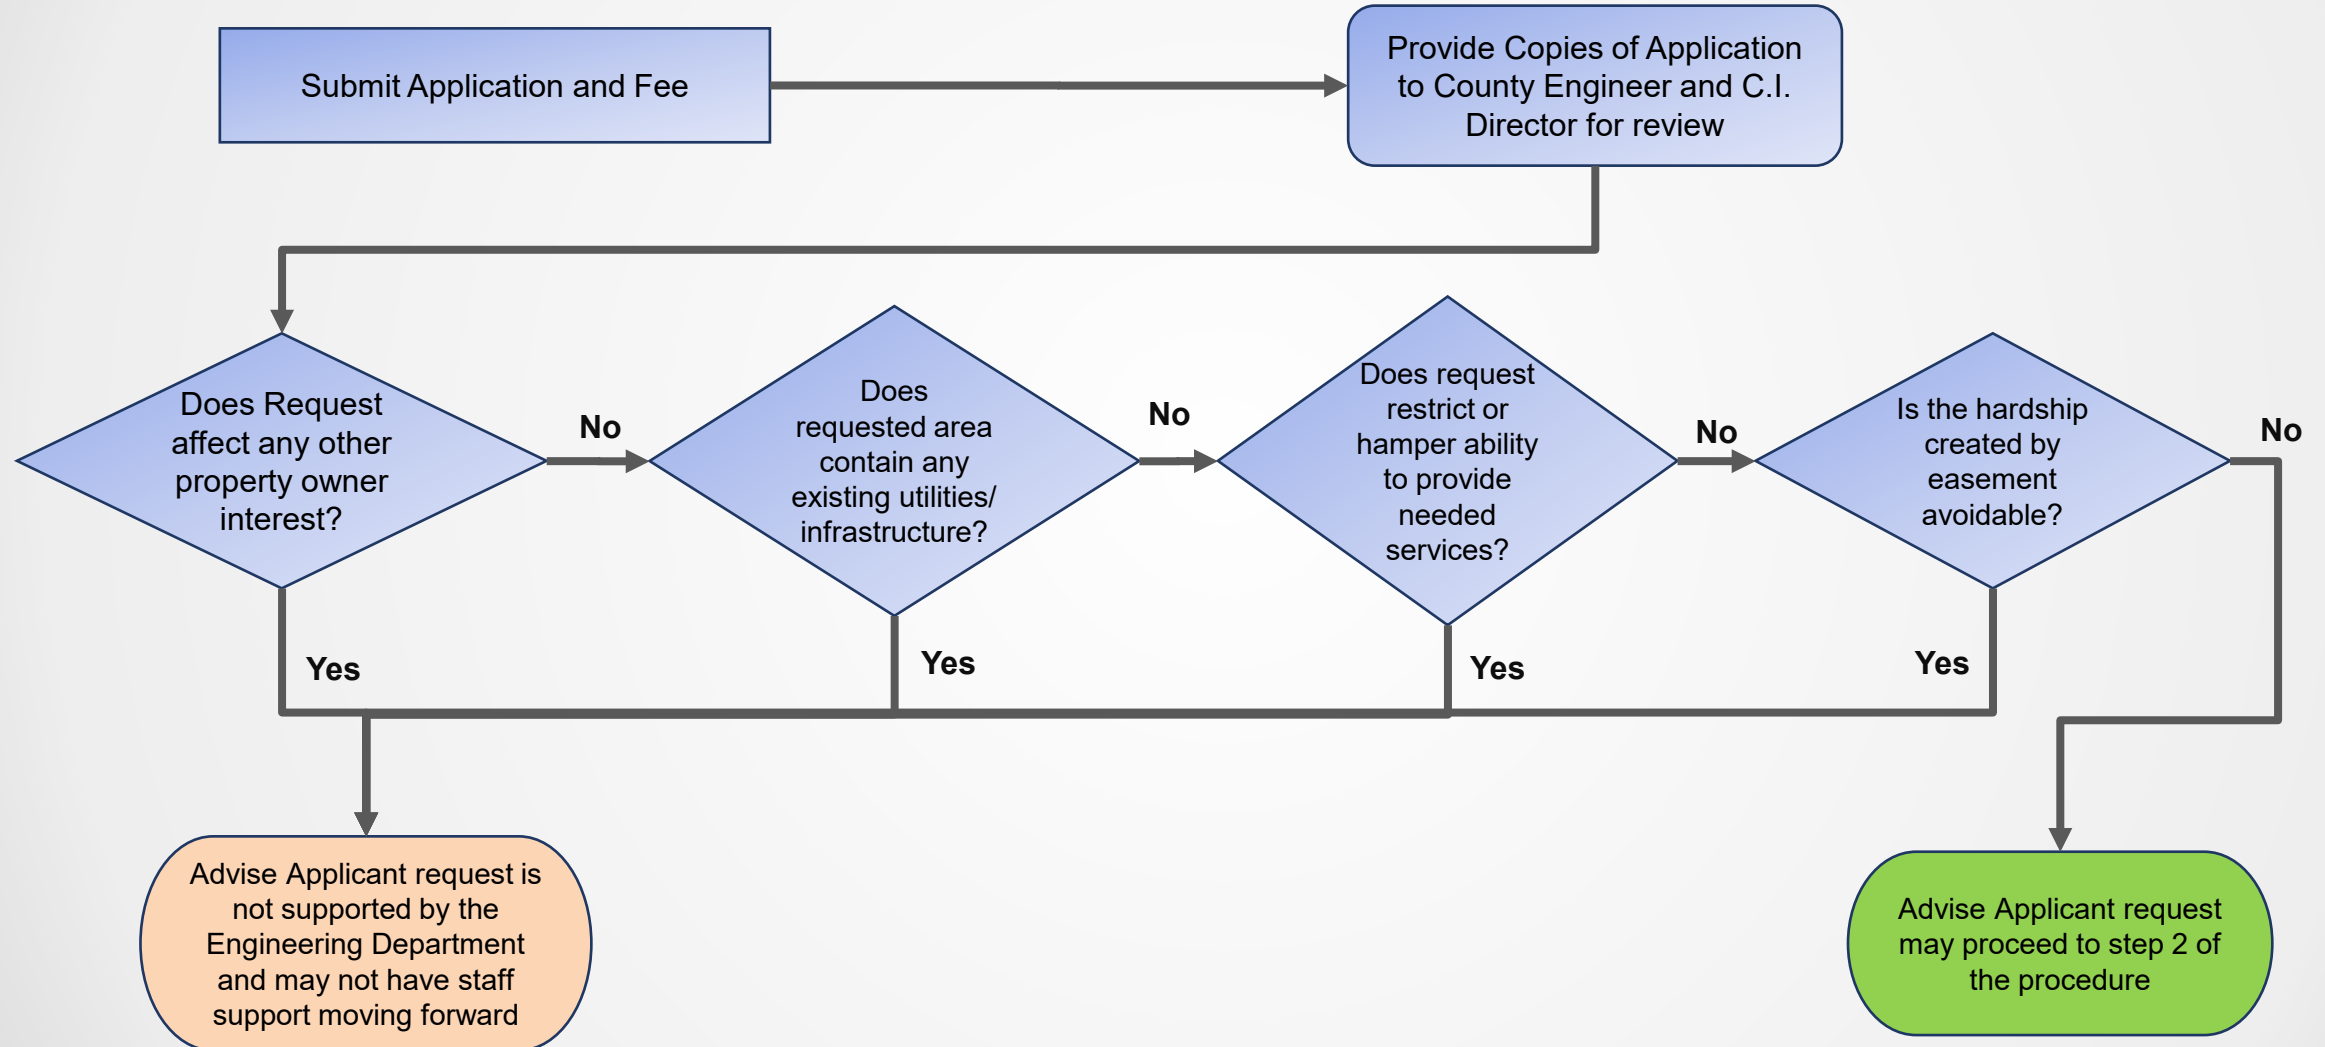 Submit Application and Fee
Provide Copies of Application
to County Engineer and C.I.
Director for review
Does Request
affect any other
property owner
interest?
No
Does
requested area
contain any
existing utilities/
infrastructure?
No
Does request
restrict or
hamper ability
to provide
needed
services?
No
Is the hardship
created by
easement
avoidable?
No
Yes
Yes
Yes
Yes
Advise Applicant request is
not supported by the
Engineering Department
and may not have staff
support moving forward
Advise Applicant request
may proceed to step 2 of
the procedure